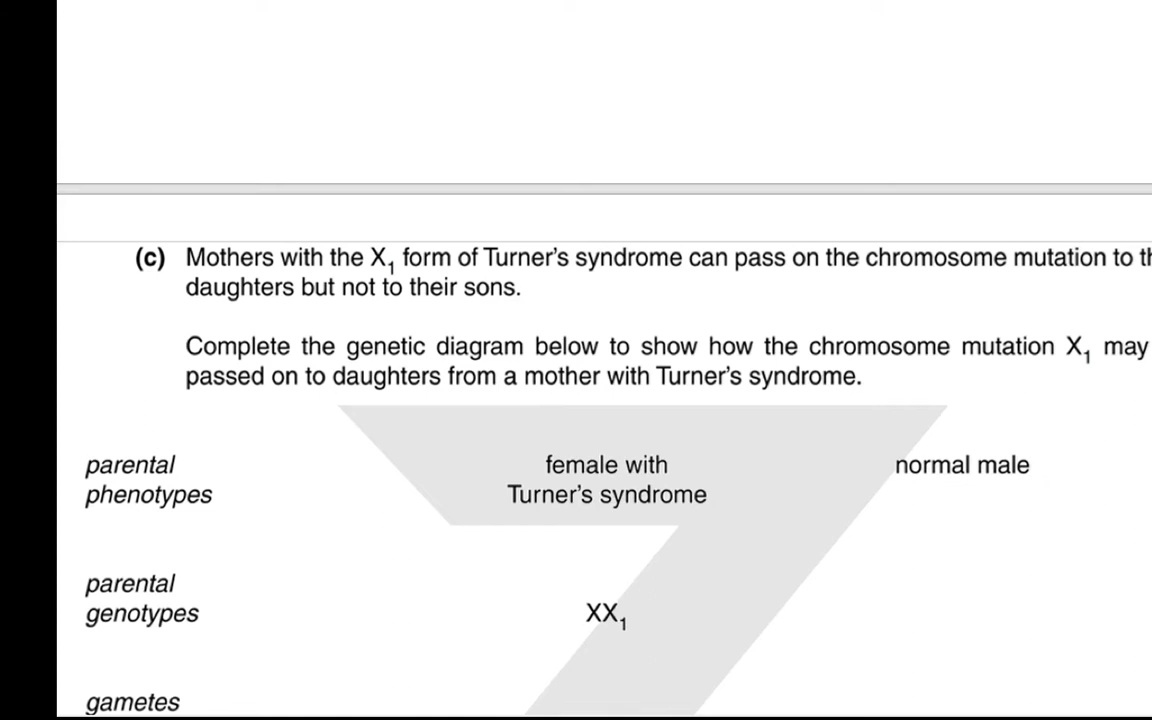 (c) Mothers with the X1 form of Turner's syndrome can pass on the chromosome mutation to
daughters but not to their sons.
Complete the genetic diagram below to show how the chromosome mutation X1 may
passed on to daughters from a mother with Turner's syndrome.
parental female with normal male
phenotypes Turner's syndrome
parental
genotypes XX1
gametes